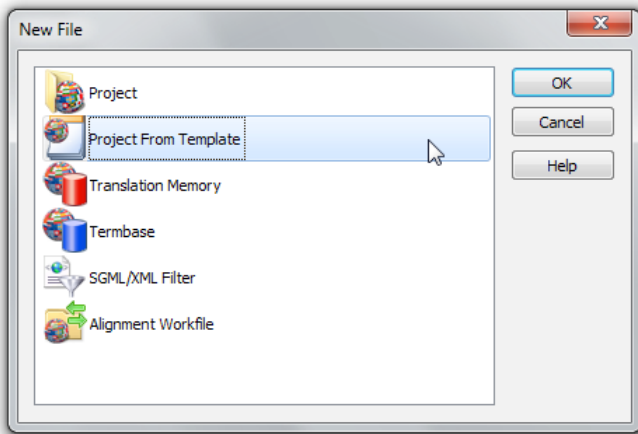 New File
Project
OK
Project From Template
Cancel
Help
Translation Memory
Termbase
SGML/XML Filter
Alignment Workfile